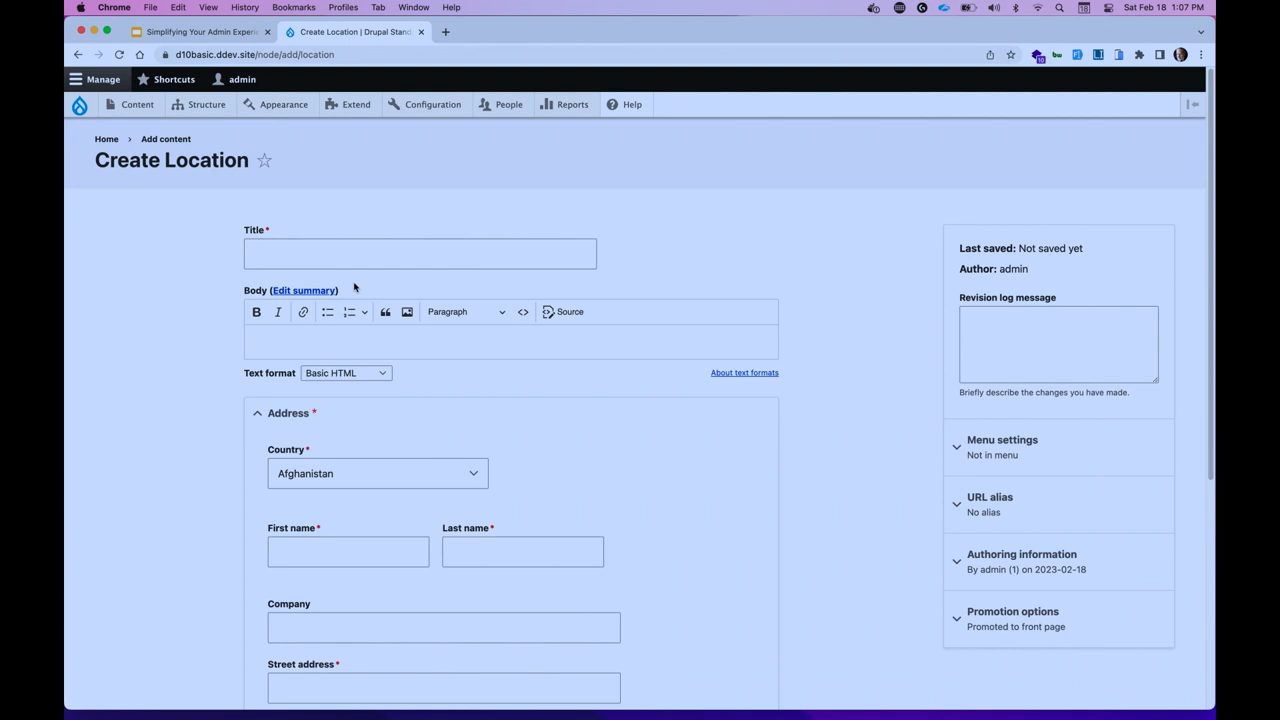 Chrome File Edit View History Bookmarks Profiles Tab Window Help 18 Sat Feb 18 1:07 PM
Simplifying Your Admin Experi Create Location | Drupal Stand
d10basic.ddev.site/node/add/location
10
Manage Shortcuts admin
Content Structure Appearance Extend Configuration People Reports Help
Home > Add content
Create Location
Title*
Body (Edit summary)
B I Paragraph <> Source
Text format Basic HTML About text formats
Address *
Country*
Afghanistan
First name* Last name*
Company
Street address*
Last saved: Not saved yet
Author: admin
Revision log message
Briefly describe the changes you have made.
Menu settings
Not in menu
URL alias
No alias
Authoring information
By admin (1) on 2023-02-18
Promotion options
Promoted to front page